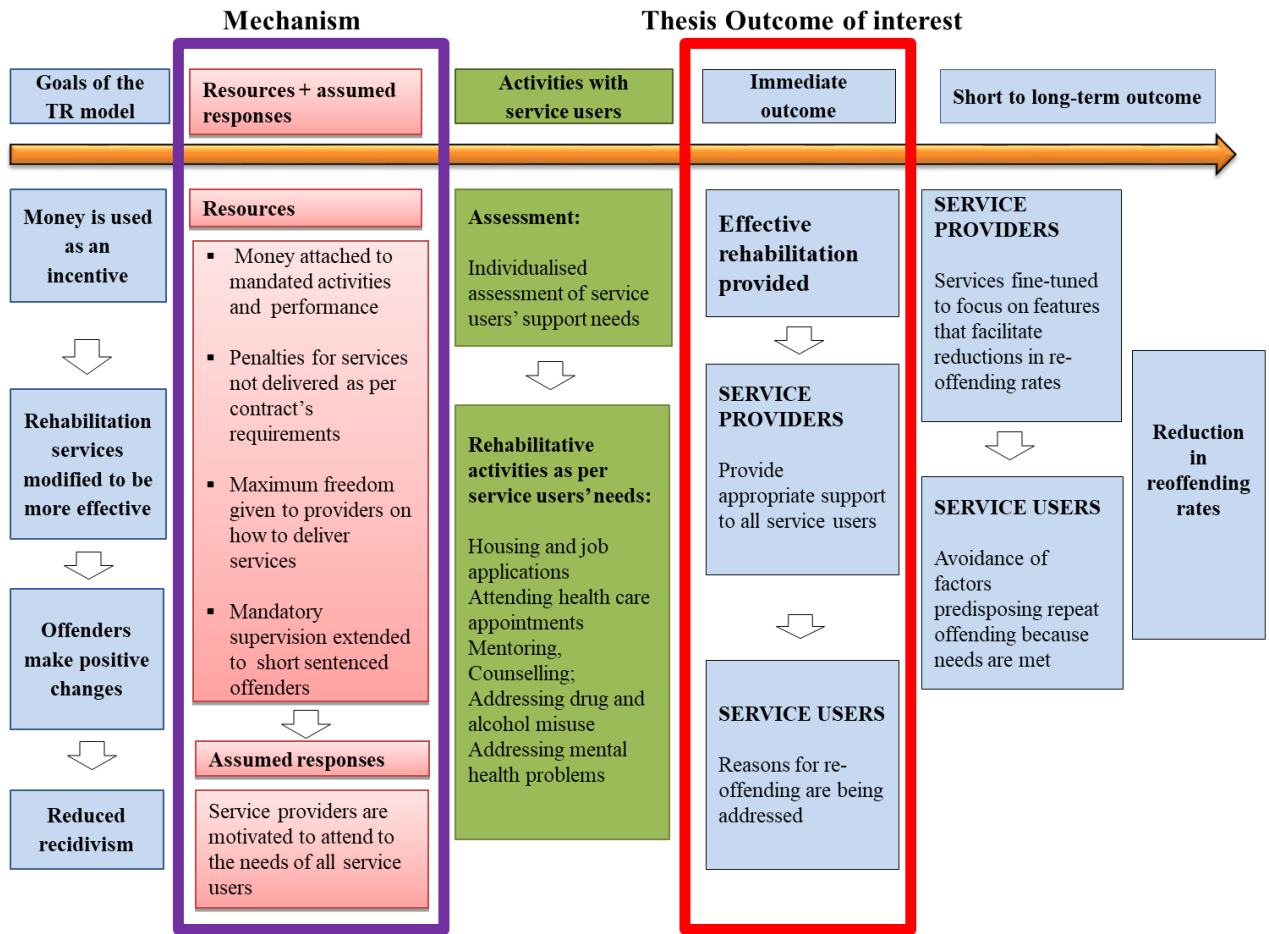 Mechanism
Thesis Outcome of interest
Goals of the
TR model
Resources + assumed
responses
Activities with
service users
Immediate
outcome
Short to long-term outcome
Money is used
as an
incentive
Rehabilitation
services
modified to be
more effective
Offenders
make positive
changes
Reduced
recidivism
Resources
▪ Money attached to
mandated activities
and performance
▪ Penalties for services
not delivered as per
contract’s
requirements
▪ Maximum freedom
given to providers on
how to deliver
services
▪ Mandatory
supervision extended
to short sentenced
offenders
Assumed responses
Service providers are
motivated to attend to
the needs of all service
users
Assessment:
Individualised
assessment of service
users’ support needs
Rehabilitative
activities as per
service users’ needs:
Housing and job
applications
Attending health care
appointments
Mentoring,
Counselling;
Addressing drug and
alcohol misuse
Addressing mental
health problems
Effective
rehabilitation
provided
SERVICE
PROVIDERS
Provide
appropriate support
to all service users
SERVICE USERS
Reasons for re-
offending are being
addressed
SERVICE
PROVIDERS
Services fine-tuned
to focus on features
that facilitate
reductions in re-
offending rates
SERVICE USERS
Avoidance of
factors
predisposing repeat
offending because
needs are met
Reduction
in
reoffending
rates